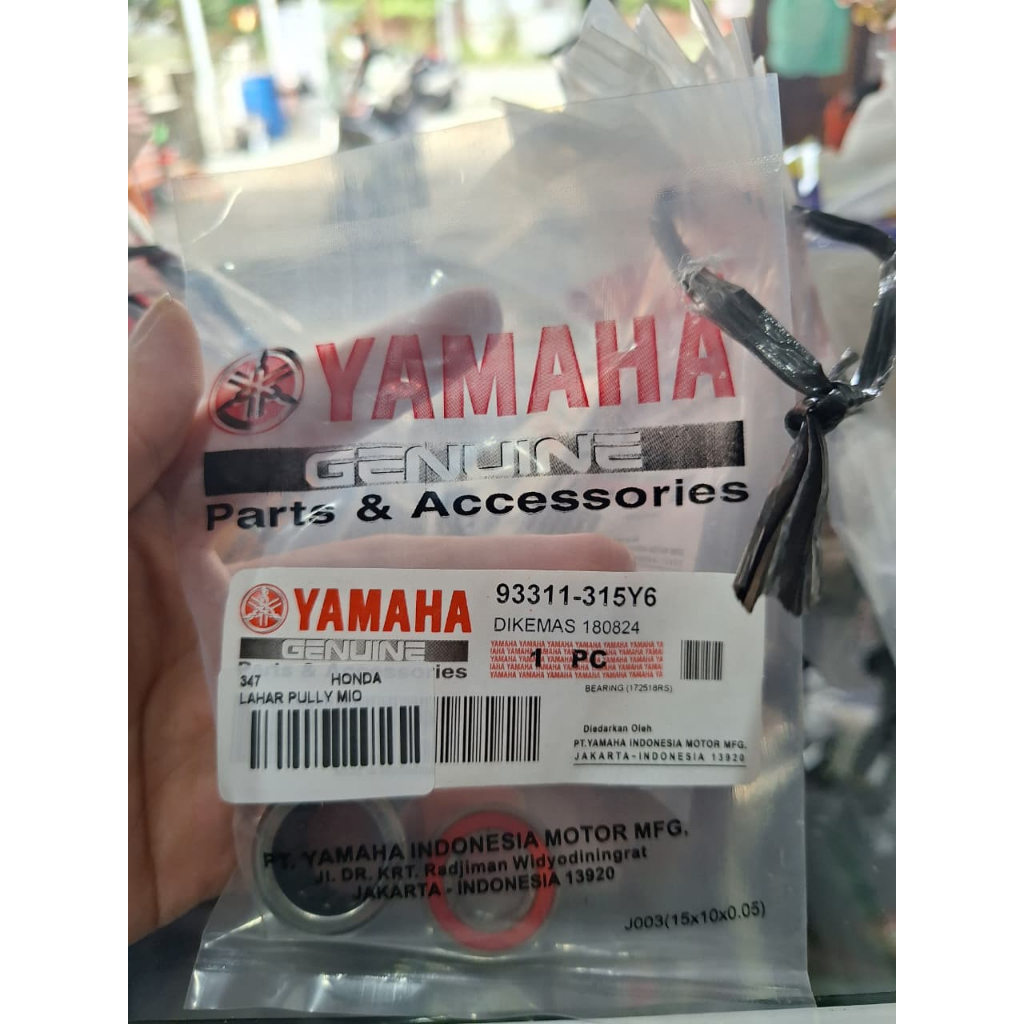 YAMAHA
GENUINE
Parts & Accessories
YAMAHA
GENUINE
Parts & Accessories
93311-315Y6
DIKEMAS 180824
1 PC
BEARING (172518RS)
347 HONDA
LAHAR PULLY MIO
Diedarkan Oleh
PT.YAMAHA INDONESIA MOTOR MFG.
JAKARTA-INDONESIA 13920
PT. YAMAHA INDONESIA MOTOR MFG.
Jl. DR. KRT. Radjiman Widyodiningrat
JAKARTA - INDONESIA 13920
J003(15x10x0.05)